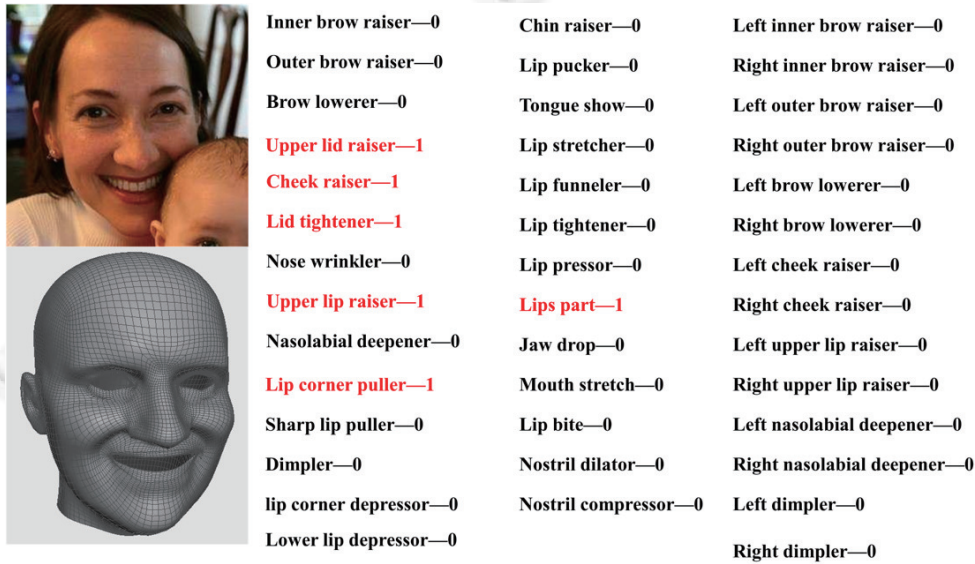 Inner brow raiser—0
Outer brow raiser—0
Brow lowerer—0
Upper lid raiser—1
Cheek raiser—1
Lid tightener—1
Nose wrinkler—0
Upper lip raiser—1
Nasolabial deepener—0
Lip corner puller—1
Sharp lip puller—0
Dimpler—0
lip corner depressor—0
Lower lip depressor—0
Chin raiser—0
Lip pucker—0
Tongue show—0
Lip stretcher—0
Lip funneler—0
Lip tightener—0
Lip pressor—0
Lips part—1
Jaw drop—0
Mouth stretch—0
Lip bite—0
Nostril dilator—0
Nostril compressor—0
Left inner brow raiser—0
Right inner brow raiser—0
Left outer brow raiser—0
Right outer brow raiser—0
Left brow lowerer—0
Right brow lowerer—0
Left cheek raiser—0
Right cheek raiser—0
Left upper lip raiser—0
Right upper lip raiser—0
Left nasolabial deepener—0
Right nasolabial deepener—0
Left dimpler—0
Right dimpler—0